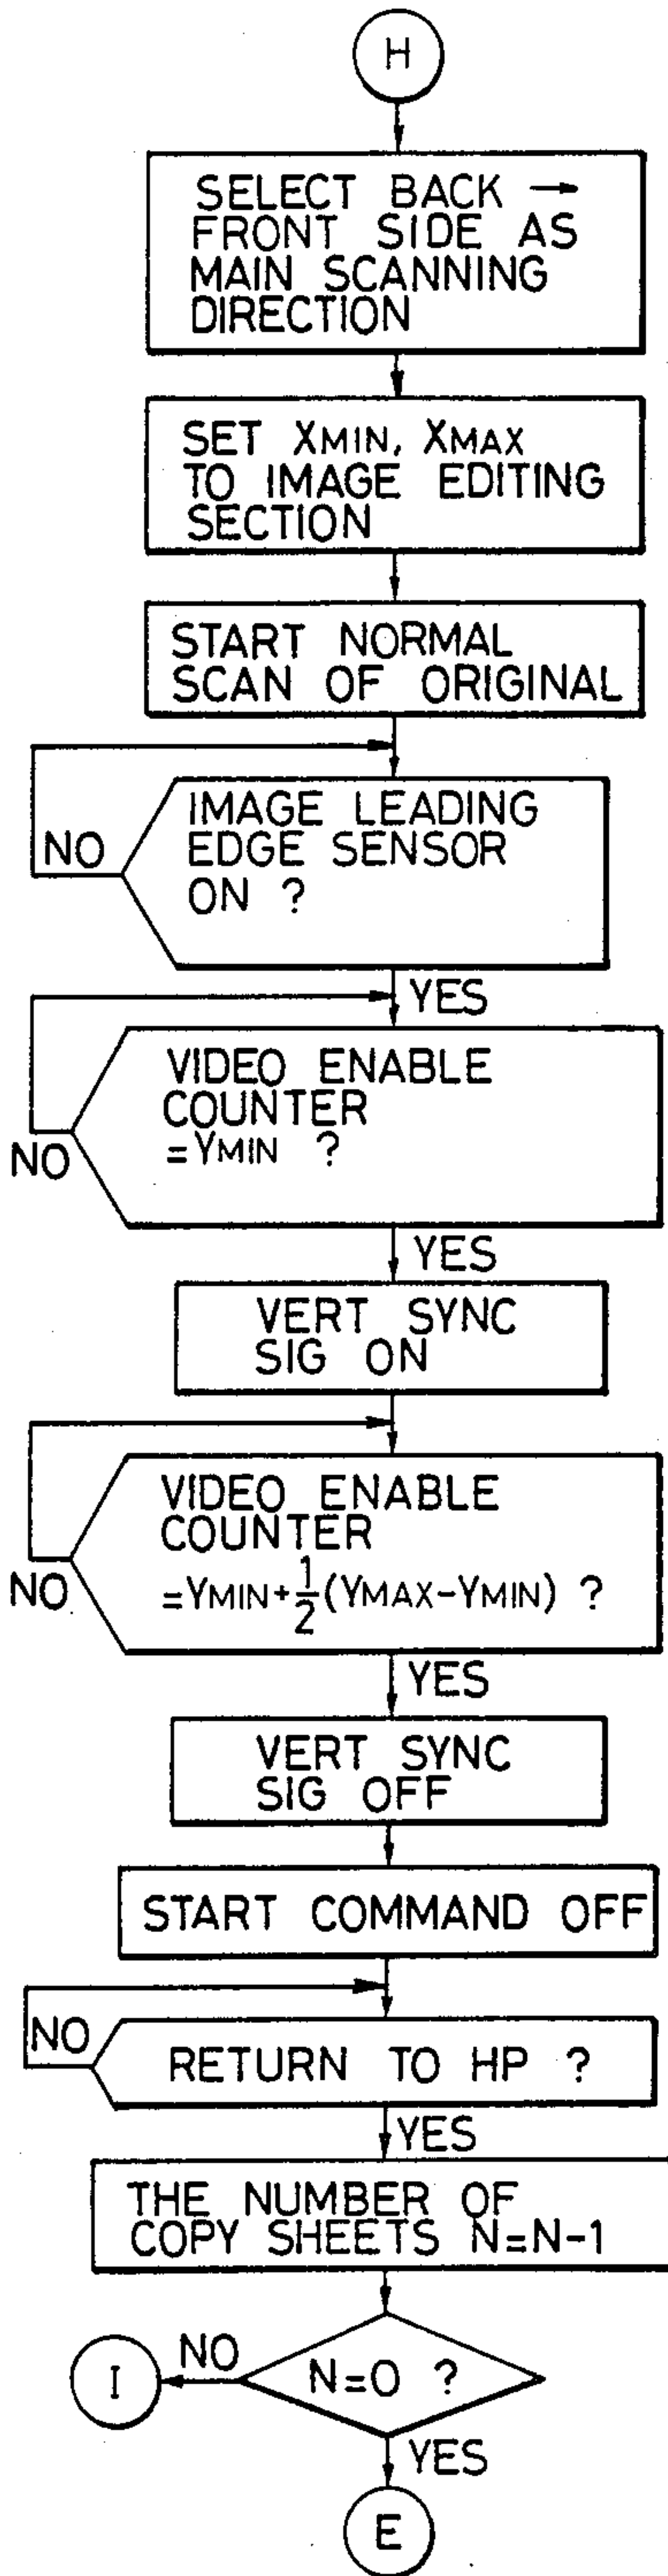 H
SELECT BACK →
FRONT SIDE AS
MAIN SCANNING
DIRECTION
SET XMIN, XMAX
TO IMAGE EDITING
SECTION
START NORMAL
SCAN OF ORIGINAL
IMAGE LEADING
EDGE SENSOR
ON ?
NO
YES
VIDEO ENABLE
COUNTER
=YMIN ?
NO
YES
VERT SYNC
SIG ON
VIDEO ENABLE
COUNTER
=YMIN+1/2(YMAX-YMIN) ?
NO
YES
VERT SYNC
SIG OFF
START COMMAND OFF
NO
RETURN TO HP ?
YES
THE NUMBER OF
COPY SHEETS N=N-1
I
NO
N=0 ?
YES
E